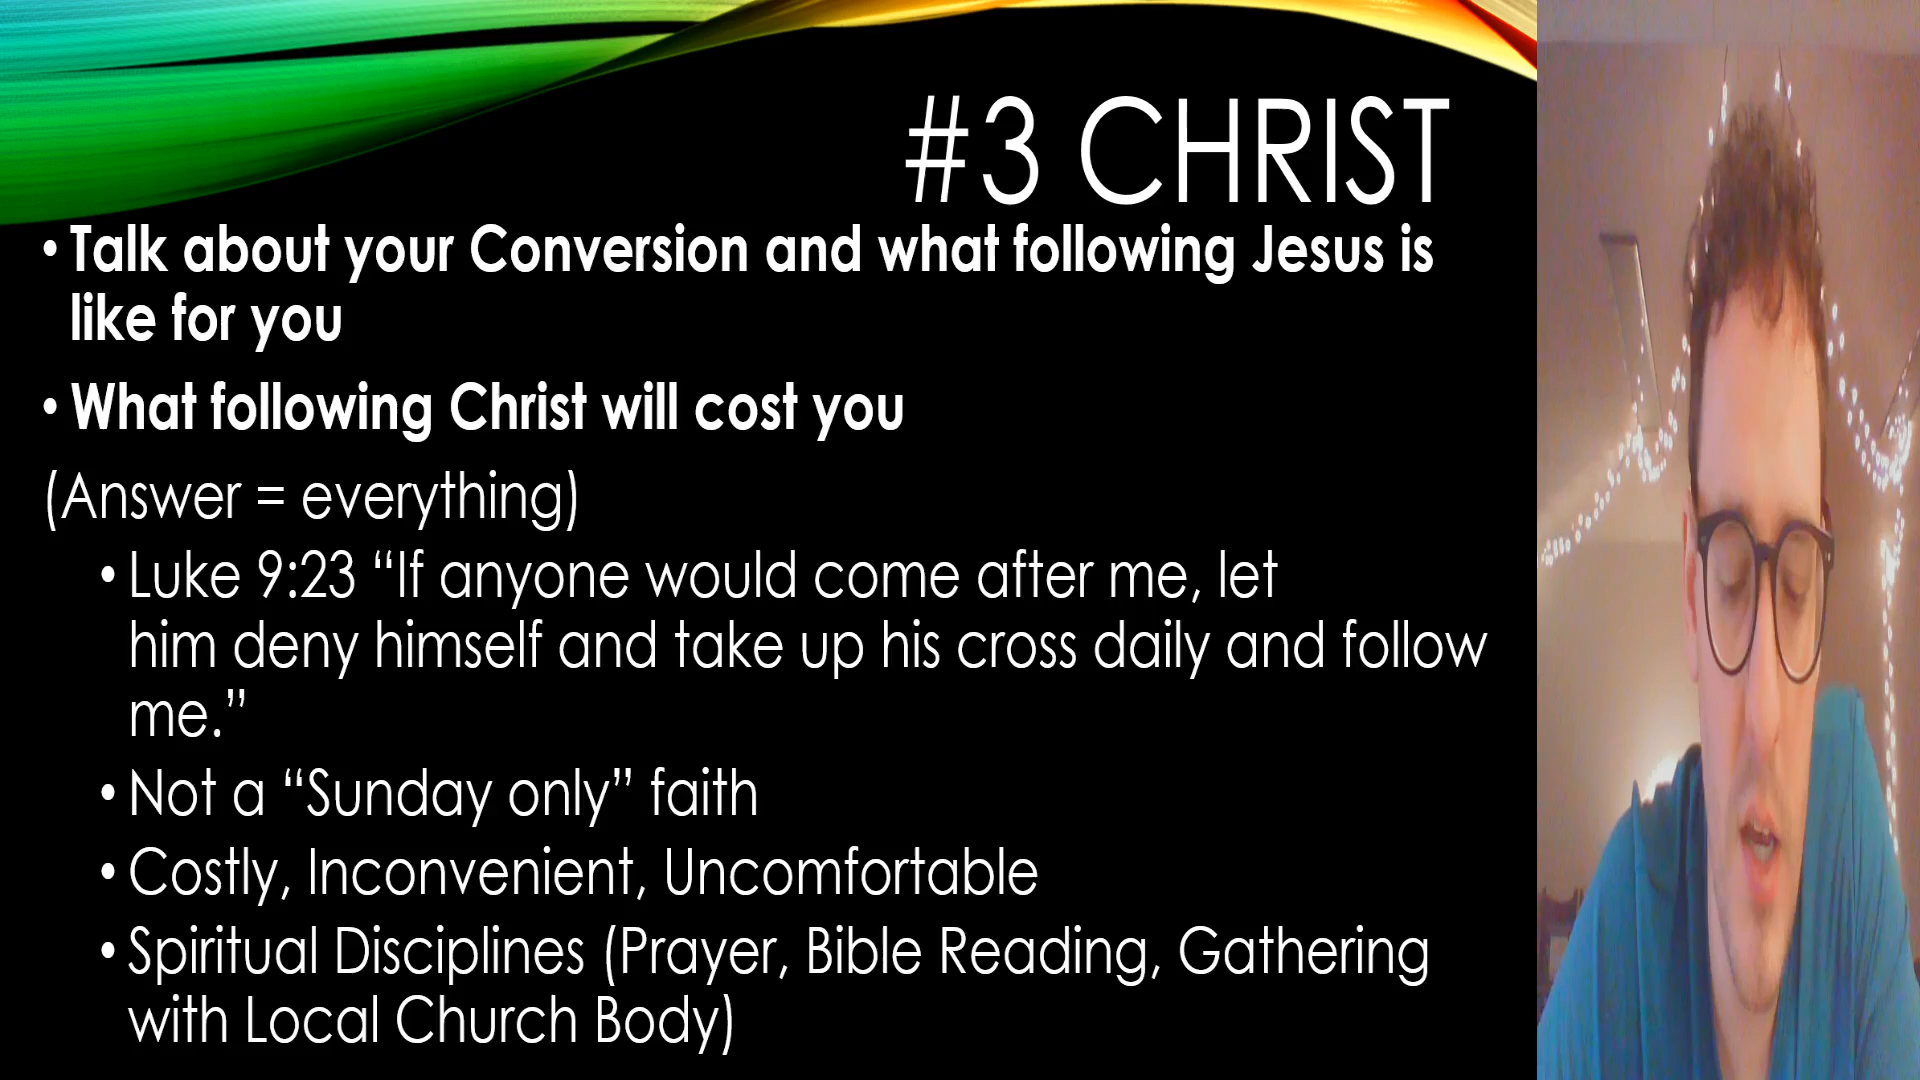 #3 CHRIST
• Talk about your Conversion and what following Jesus is
like for you
• What following Christ will cost you
(Answer = everything)
• Luke 9:23 “If anyone would come after me, let
him deny himself and take up his cross daily and follow
me.”
• Not a “Sunday only” faith
• Costly, Inconvenient, Uncomfortable
• Spiritual Disciplines (Prayer, Bible Reading, Gathering
with Local Church Body)